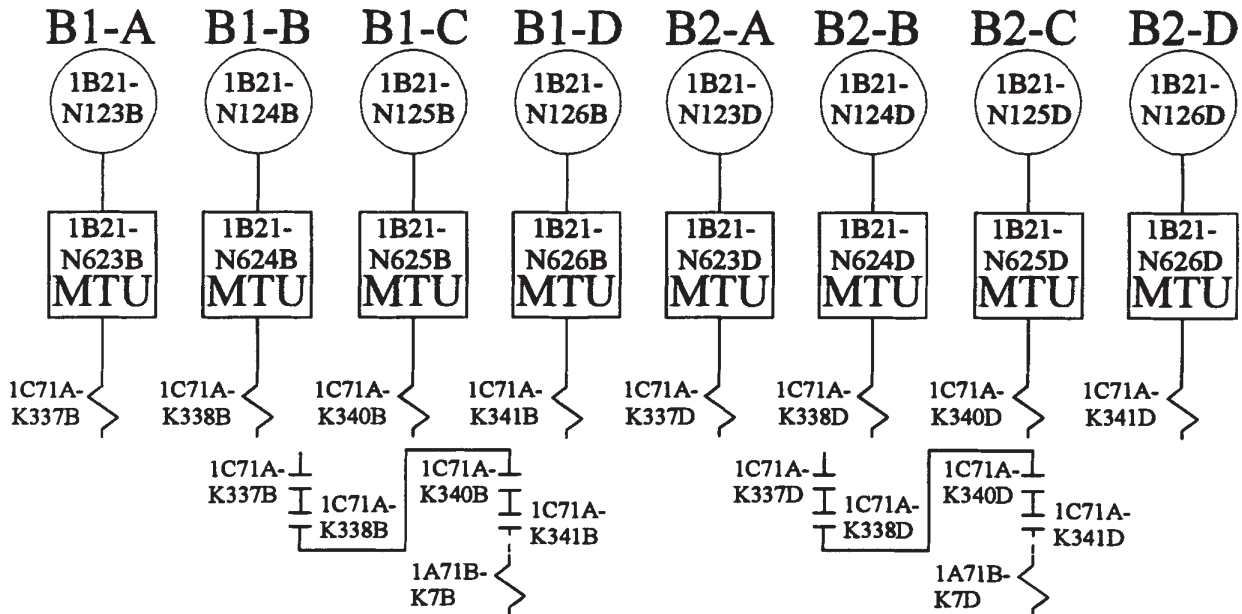 B1-A B1-B B1-C B1-D B2-A B2-B B2-C B2-D
1B21- 1B21- 1B21- 1B21- 1B21- 1B21- 1B21- 1B21-
N123B N124B N125B N126B N123D N124D N125D N126D
1B21- 1B21- 1B21- 1B21- 1B21- 1B21- 1B21- 1B21-
N623B N624B N625B N626B N623D N624D N625D N626D
MTU MTU MTU MTU MTU MTU MTU MTU
1C71A- 1C71A- 1C71A- 1C71A- 1C71A- 1C71A- 1C71A- 1C71A-
K337B K338B K340B K341B K337D K338D K340D K341D
1C71A- 1C71A- 1C71A- 1C71A-
K337B K340B K337D K340D
1C71A- 1C71A- 1C71A- 1C71A-
K338B K341B K338D K341D
1A71B- 1A71B-
K7B K7D